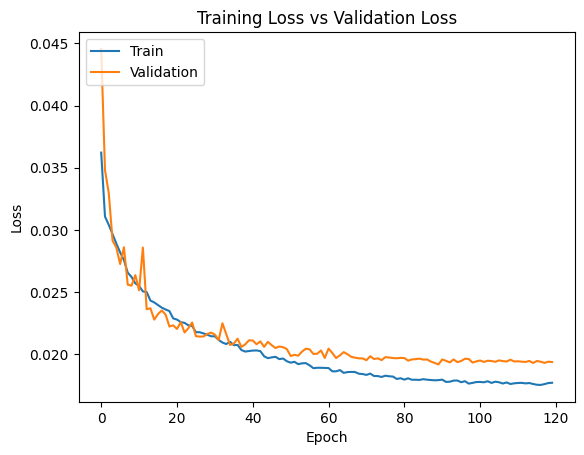 Training Loss vs Validation Loss
Train
Validation
0.045
0.040
0.035
0.030
0.025
0.020
Loss
0 20 40 60 80 100 120
Epoch